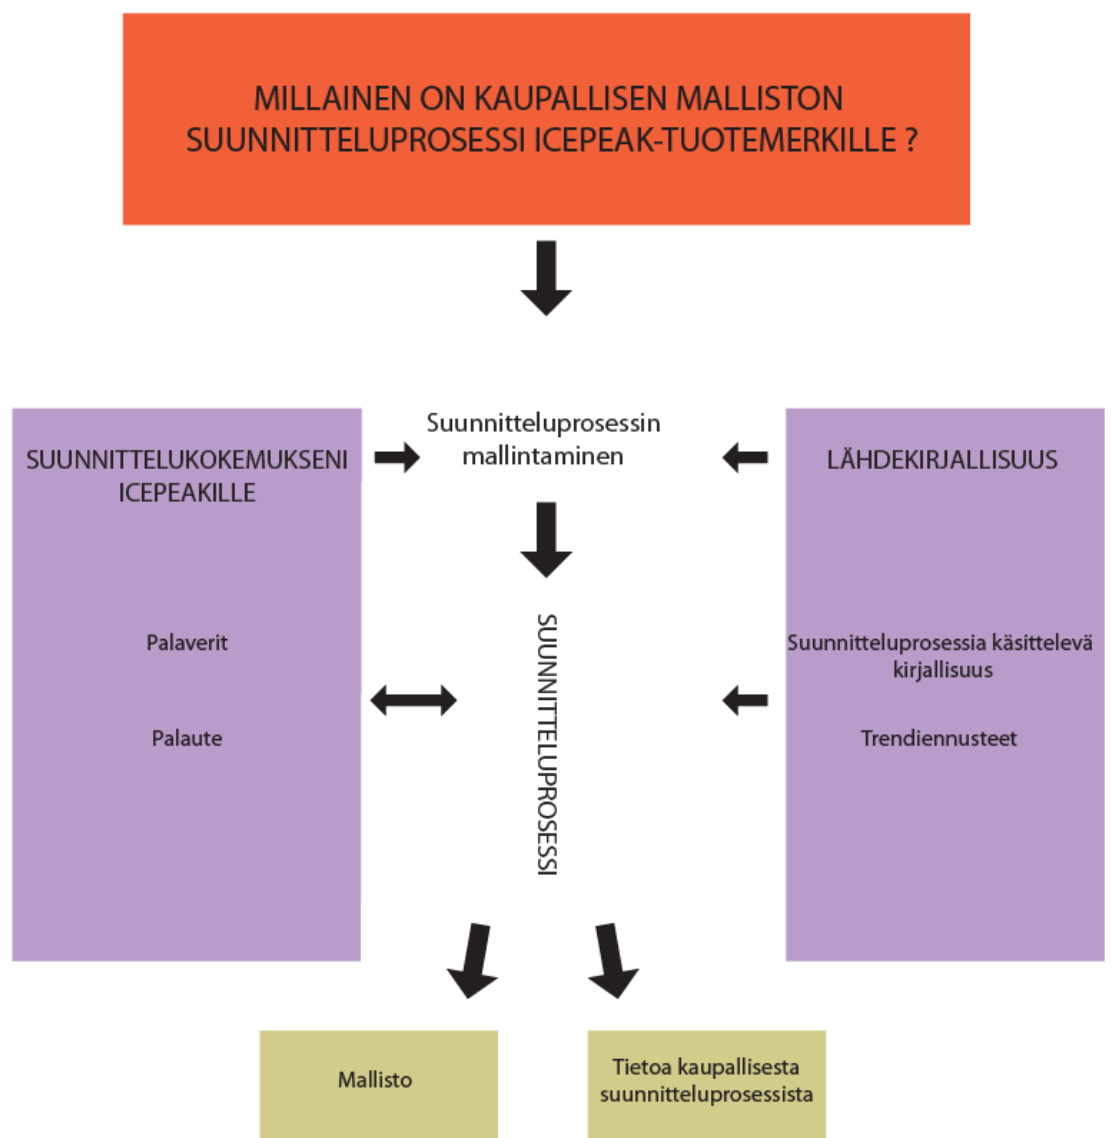 MILLAINEN ON KAUPALLISEN MALLISTON
SUUNNITTELUPROSESSI ICEPEAK-TUOTEMERKILLE ?
SUUNNITTELUKOKEMUKSENI
ICEPEAKILLE
Palaverit
Palaute
Suunnitteluprosessin
mallintaminen
SUUNNITTELUPROSESSI
LÄHDEKIRJALLISUUS
Suunnitteluprosessia käsittelevä
kirjallisuus
Trendiennusteet
Mallisto
Tietoa kaupallisesta
suunnitteluprosessista